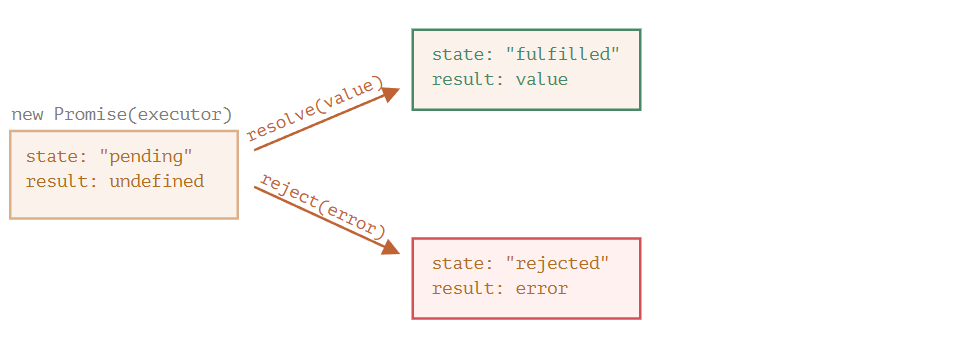 new Promise(executor)
state: "pending"
result: undefined
resolve(value)
reject(error)
state: "fulfilled"
result: value
state: "rejected"
result: error